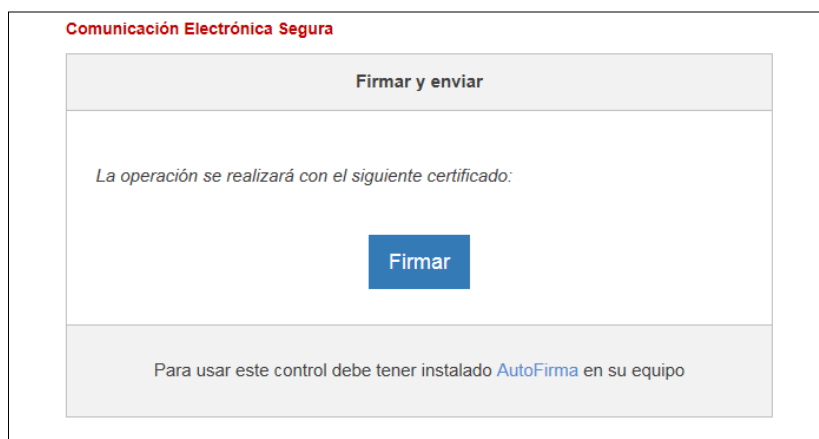 Comunicación Electrónica Segura
Firmar y enviar
La operación se realizará con el siguiente certificado:
Firmar
Para usar este control debe tener instalado AutoFirma en su equipo